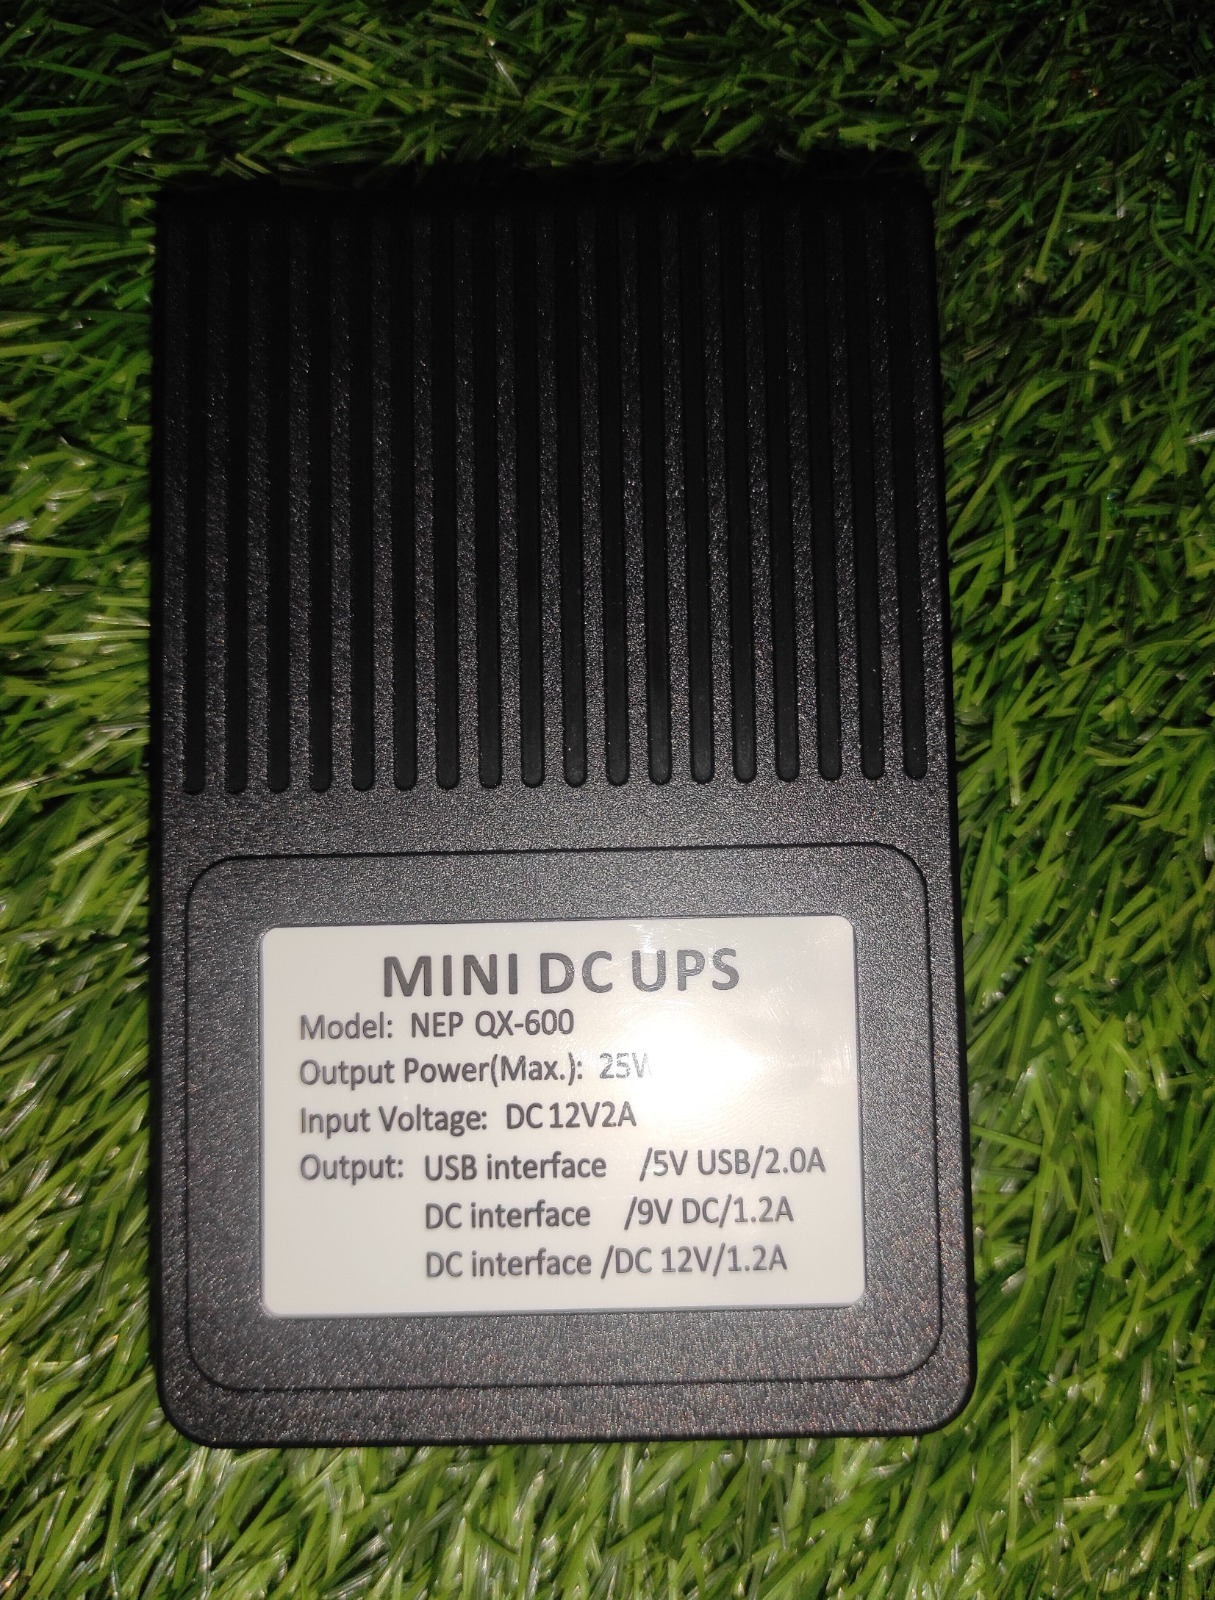 MINI DC UPS
Model: NEP QX-600
Output Power(Max.): 25W
Input Voltage: DC 12V2A
Output: USB interface /5V USB/2.0A
DC interface /9V DC/1.2A
DC interface /DC 12V/1.2A